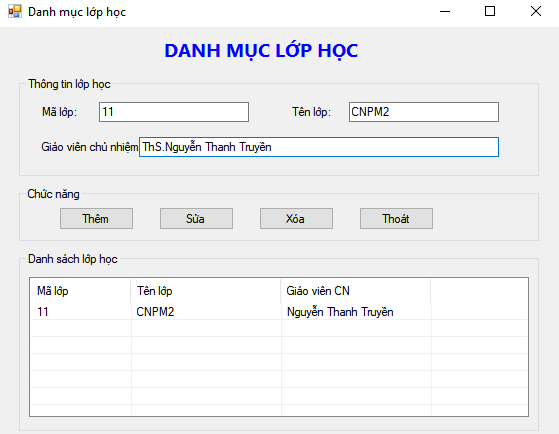 Danh mục lớp học
DANH MỤC LỚP HỌC
Thông tin lớp học
Mã lớp: 11 Tên lớp: CNPM2
Giáo viên chủ nhiệm ThS.Nguyễn Thanh Truyền
Chức năng
Thêm Sửa Xóa Thoát
Danh sách lớp học
Mã lớp Tên lớp Giáo viên CN
11 CNPM2 Nguyễn Thanh Truyền